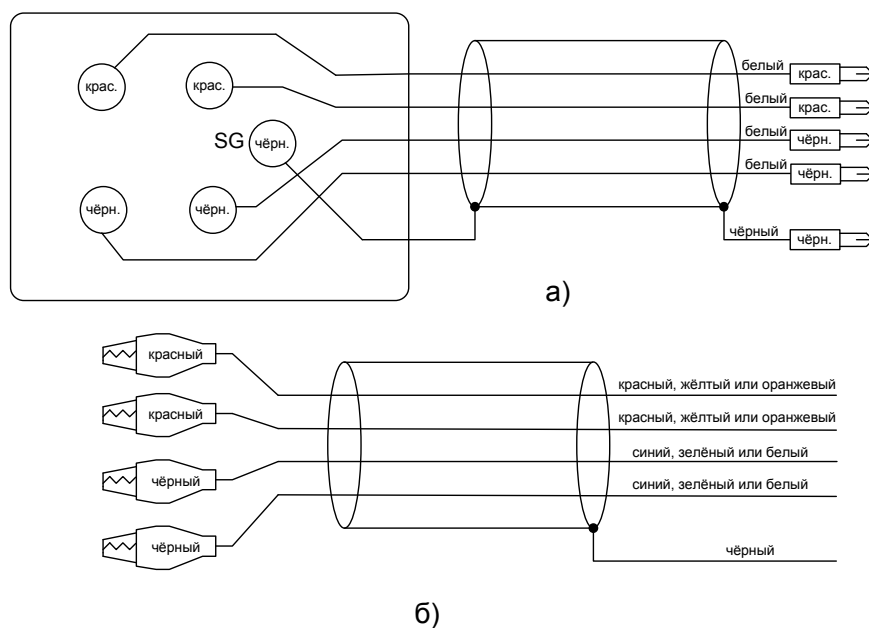 белый
крас.
крас.
крас.
белый
крас.
SG
чёрн.
белый
чёрн.
белый
чёрн.
чёрн.
чёрн.
чёрный
чёрн.
а)
красный
красный, жёлтый или оранжевый
красный
красный, жёлтый или оранжевый
чёрный
синий, зелёный или белый
синий, зелёный или белый
чёрный
чёрный
б)